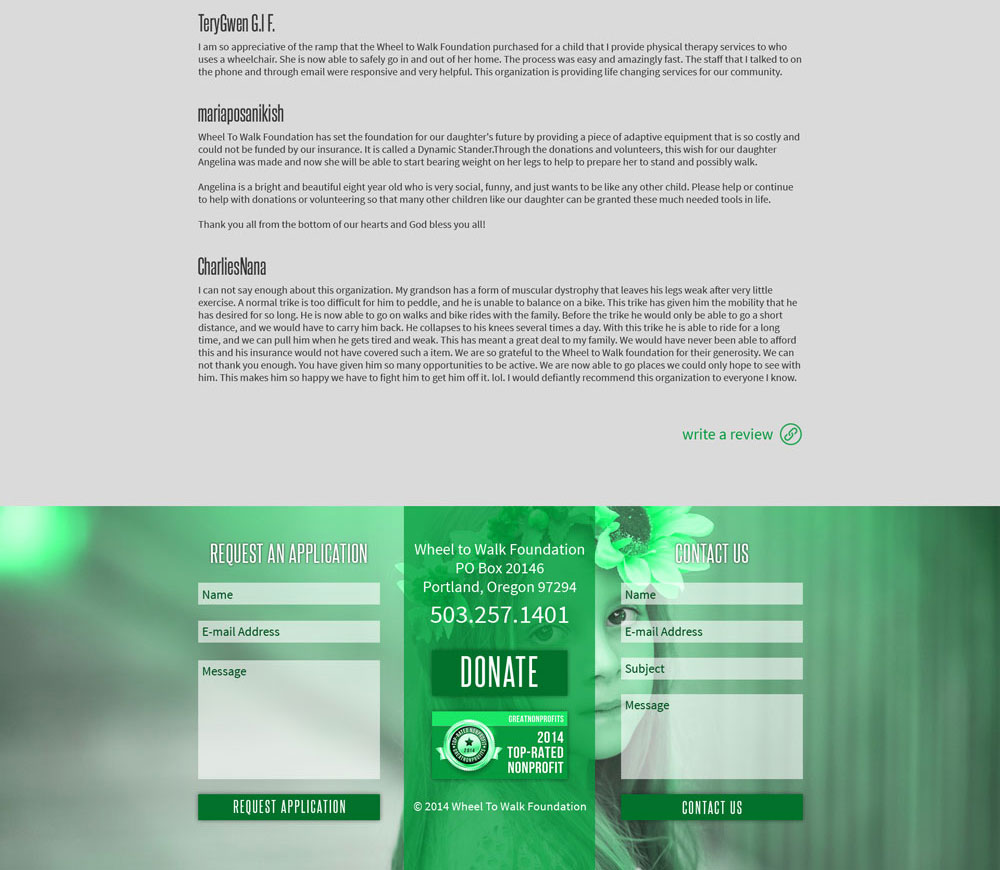 TeryGwen G.I F.
I am so appreciative of the ramp that the Wheel to Walk Foundation purchased for a child that I provide physical therapy services to who
uses a wheelchair. She is now able to safely go in and out of her home. The process was easy and amazingly fast. The staff that I talked to on
the phone and through email were responsive and very helpful. This organization is providing life changing services for our community.
mariaposanikish
Wheel To Walk Foundation has set the foundation for our daughter's future by providing a piece of adaptive equipment that is so costly and
could not be funded by our insurance. It is called a Dynamic Stander.Through the donations and volunteers, this wish for our daughter
Angelina was made and now she will be able to start bearing weight on her legs to help to prepare her to stand and possibly walk.
Angelina is a bright and beautiful eight year old who is very social, funny, and just wants to be like any other child. Please help or continue
to help with donations or volunteering so that many other children like our daughter can be granted these much needed tools in life.
Thank you all from the bottom of our hearts and God bless you all!
CharliesNana
I can not say enough about this organization. My grandson has a form of muscular dystrophy that leaves his legs weak after very little
exercise. A normal trike is too difficult for him to peddle, and he is unable to balance on a bike. This trike has given him the mobility that he
has desired for so long. He is now able to go on walks and bike rides with the family. Before the trike he would only be able to go a short
distance, and we would have to carry him back. He collapses to his knees several times a day. With this trike he is able to ride for a long
time, and we can pull him when he gets tired and weak. This has meant a great deal to my family. We would have never been able to afford
this and his insurance would not have covered such a item. We are so grateful to the Wheel to Walk foundation for their generosity. We can
not thank you enough. You have given him so many opportunities to be active. We are now able to go places we could only hope to see with
him. This makes him so happy we have to fight him to get him off it. lol. I would defiantly recommend this organization to everyone I know.
write a review
REQUEST AN APPLICATION
Name
E-mail Address
Message
REQUEST APPLICATION
Wheel to Walk Foundation
PO Box 20146
Portland, Oregon 97294
503.257.1401
DONATE
GREATNONPROFITS
2014
TOP-RATED
NONPROFIT
TOP-RATED NONPROFIT
2014
GREATNONPROFITS
© 2014 Wheel To Walk Foundation
CONTACT US
Name
E-mail Address
Subject
Message
CONTACT US